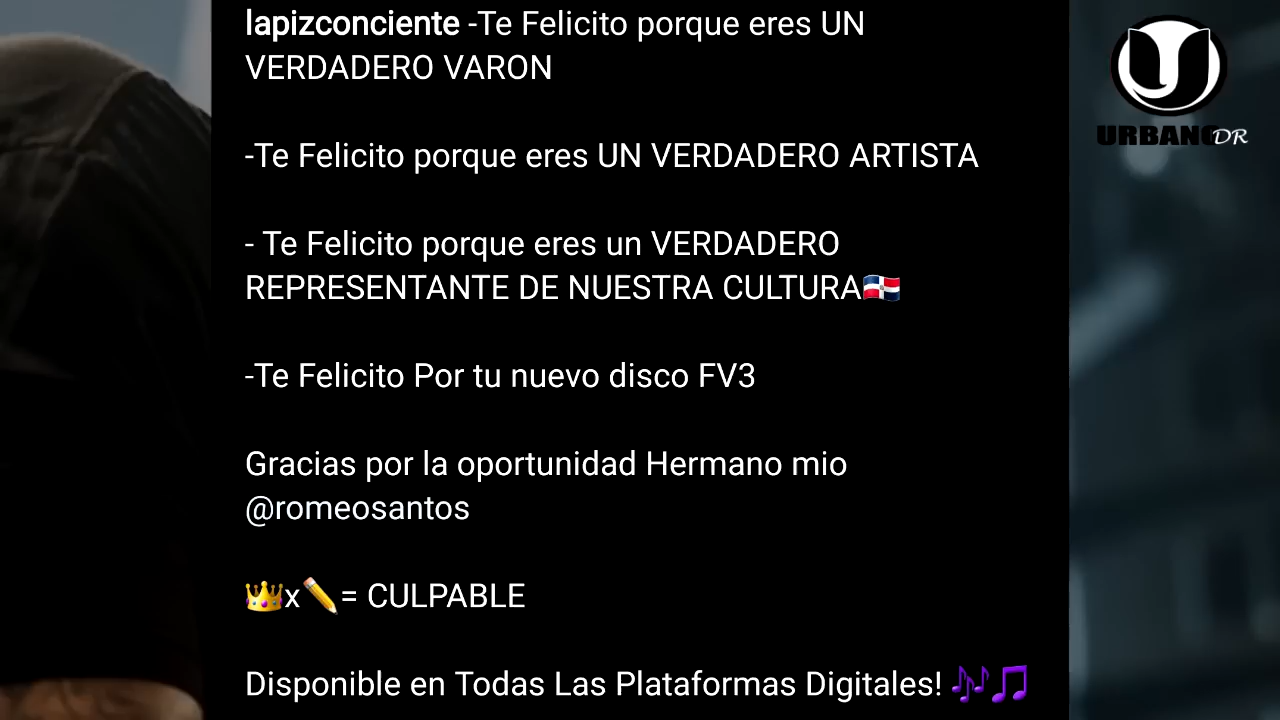 lapizconciente -Te Felicito porque eres UN
VERDADERO VARON
-Te Felicito porque eres UN VERDADERO ARTISTA
- Te Felicito porque eres un VERDADERO
REPRESENTANTE DE NUESTRA CULTURA🇩🇴
-Te Felicito Por tu nuevo disco FV3
Gracias por la oportunidad Hermano mio
@romeosantos
👑x✏️= CULPABLE
Disponible en Todas Las Plataformas Digitales! 🎶🎵
URBANO DR